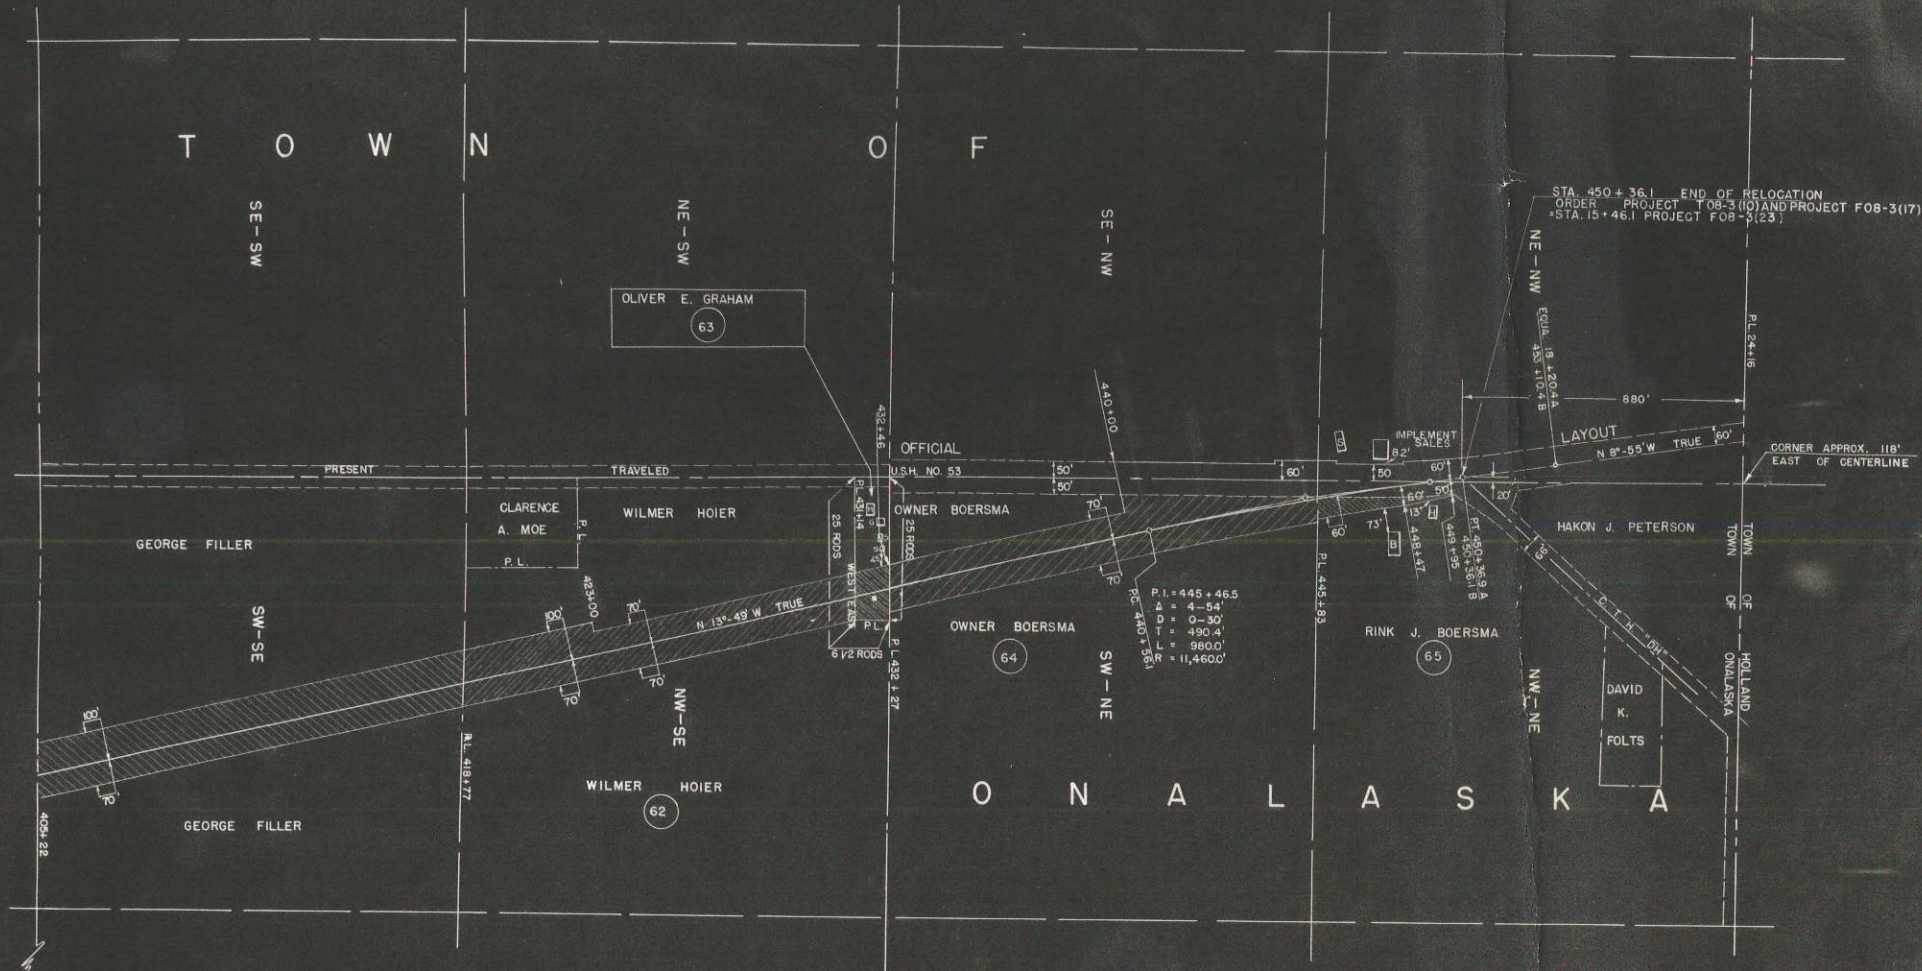 TOWN OF
SE-SW
NE-SW
SE-NW
NE-NW
STA. 450+36.1 END OF RELOCATION
ORDER PROJECT T08-3(10) AND PROJECT F08-3(17)
=STA. 15+46.1 PROJECT F08-3(23)
OLIVER E. GRAHAM
63
EQUA. 18+20.4 A
453+10.4 B
P.L. 24+16
880'
440+00
432+46
OFFICIAL
IMPLEMENT
SALES
LAYOUT
N 8°-55' W TRUE
60'
CORNER APPROX. 118'
EAST OF CENTERLINE
S
82'
PRESENT TRAVELED
U.S.H. NO. 53
50'
50'
60'
50'
60'
50'
60'
13'
20'
CLARENCE
A. MOE
P.L.
P.L.
WILMER HOIER
P.L. 431+14
25 RODS
25 RODS
OWNER BOERSMA
70'
70'
60'
73'
B
H
448+47
449+95
PT. 450+36.9 A
450+36.1 B
HAKON J. PETERSON
TOWN OF HOLLAND
TOWN OF ONALASKA
GEORGE FILLER
423+00
100'
70'
N 13°-49' W TRUE
WEST EAST
P.L.
6 1/2 RODS
P.L. 432+27
70'
70'
OWNER BOERSMA
64
P.C. 440+56.1
P.I. = 445+46.5
Δ = 4-54'
D = 0-30'
T = 490.4'
L = 980.0'
R = 11,460.0'
P.L. 445+83
RINK J. BOERSMA
65
C.T.H. "HD"
SW-SE
NW-SE
SW-NE
NW-NE
DAVID
K.
FOLTS
100'
70'
P.L. 418+77
WILMER HOIER
62
GEORGE FILLER
405+22
ONALASKA